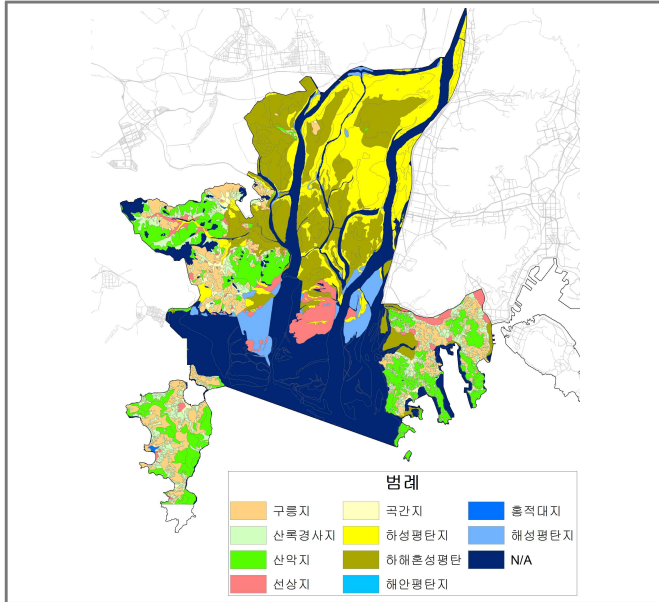 범례
구릉지 곡간지 홍적대지
산록경사지 하성평탄지 해성평탄지
산악지 하해혼성평탄 N/A
선상지 해안평탄지